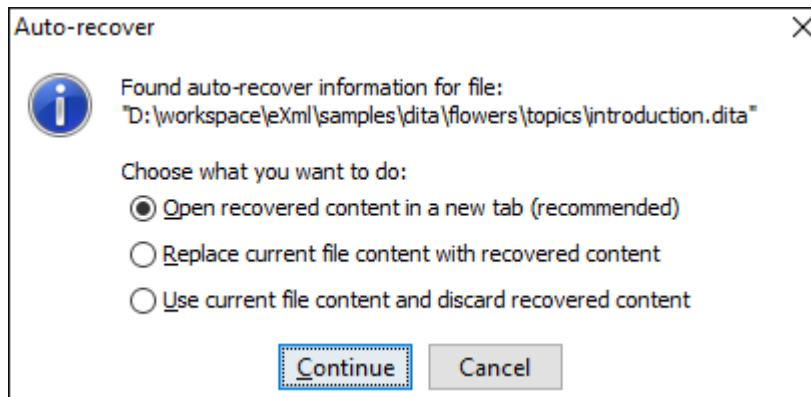 Auto-recover
Found auto-recover information for file:
"D:\workspace\eXml\samples\dita\flowers\topics\introduction.dita"
Choose what you want to do:
Open recovered content in a new tab (recommended)
Replace current file content with recovered content
Use current file content and discard recovered content
Continue Cancel